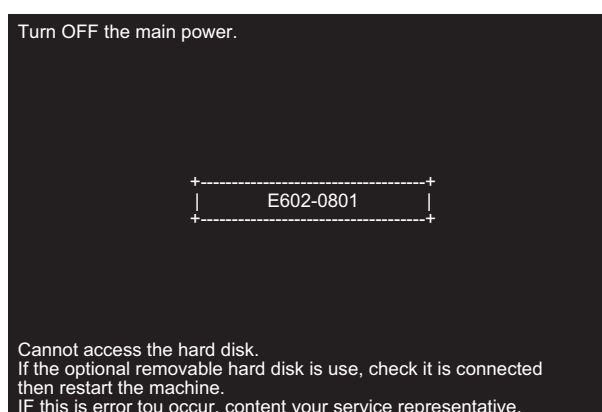 Turn OFF the main power.
+------------------------------------+
| E602-0801 |
+------------------------------------+
Cannot access the hard disk.
If the optional removable hard disk is use, check it is connected
then restart the machine.
IF this is error tou occur, content your service representative.